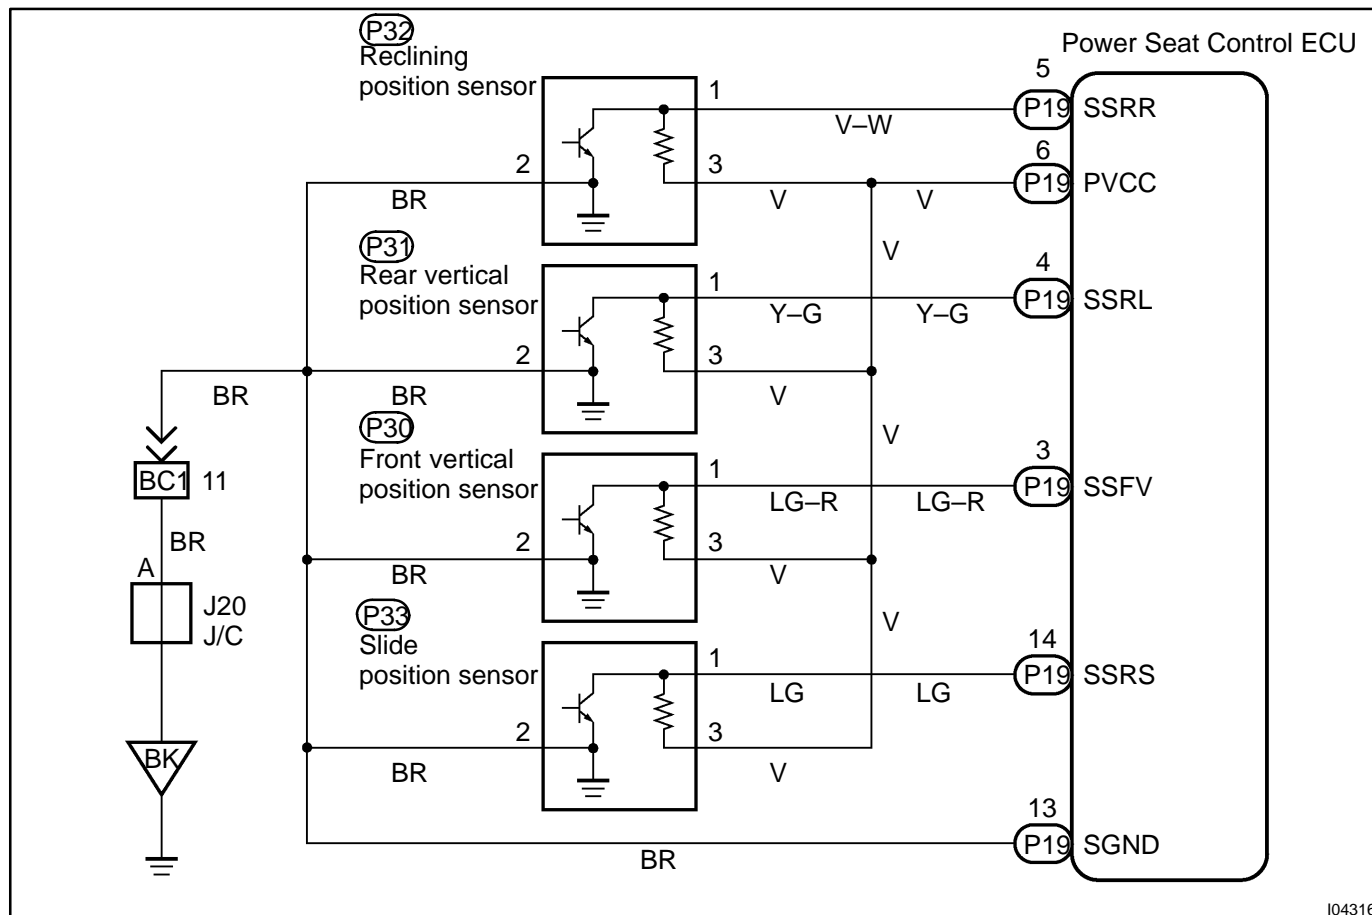 P32
Reclining
position sensor
Power Seat Control ECU
1
5
V–W
P19 SSRR
2
3
6
BR
V
V
P19 PVCC
P31
Rear vertical
position sensor
V
1
4
Y–G
Y–G
P19 SSRL
2
3
BR
BR
V
P30
Front vertical
position sensor
V
1
3
BC1 11
LG–R
LG–R
P19 SSFV
BR
2
3
A
BR
V
J20
J/C
P33
Slide
position sensor
V
1
14
LG
LG
P19 SSRS
2
3
BK
BR
V
13
BR
P19 SGND
I04316